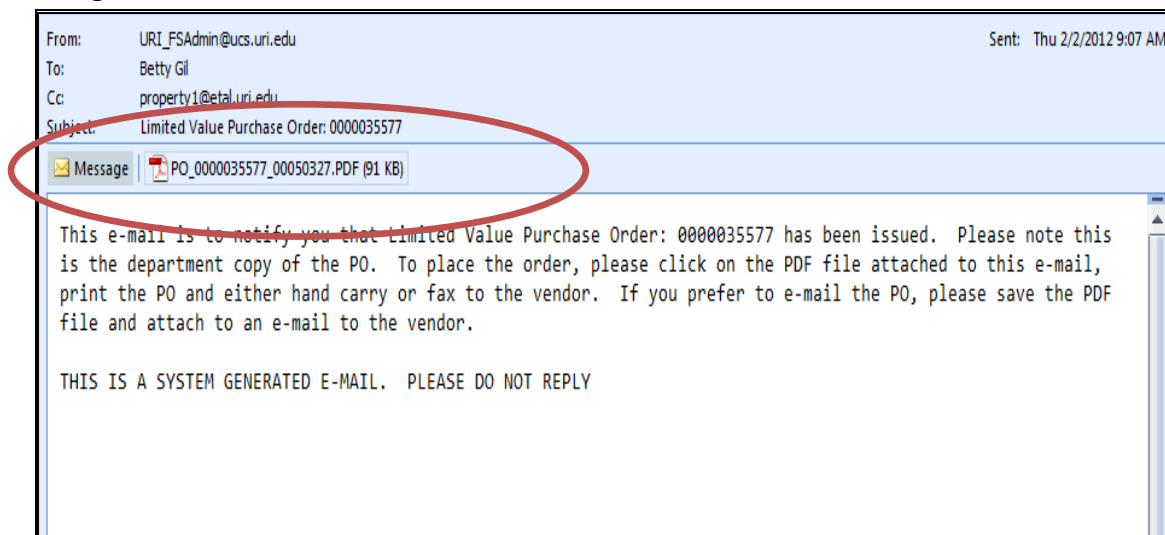 From: URI_FSAdmin@ucs.uri.edu Sent: Thu 2/2/2012 9:07 AM
To: Betty Gil
Cc: property1@etal.uri.edu
Subject: Limited Value Purchase Order: 0000035577
Message PO_0000035577_00050327.PDF (91 KB)
This e-mail is to notify you that Limited Value Purchase Order: 0000035577 has been issued. Please note this
is the department copy of the PO. To place the order, please click on the PDF file attached to this e-mail,
print the PO and either hand carry or fax to the vendor. If you prefer to e-mail the PO, please save the PDF
file and attach to an e-mail to the vendor.
THIS IS A SYSTEM GENERATED E-MAIL. PLEASE DO NOT REPLY